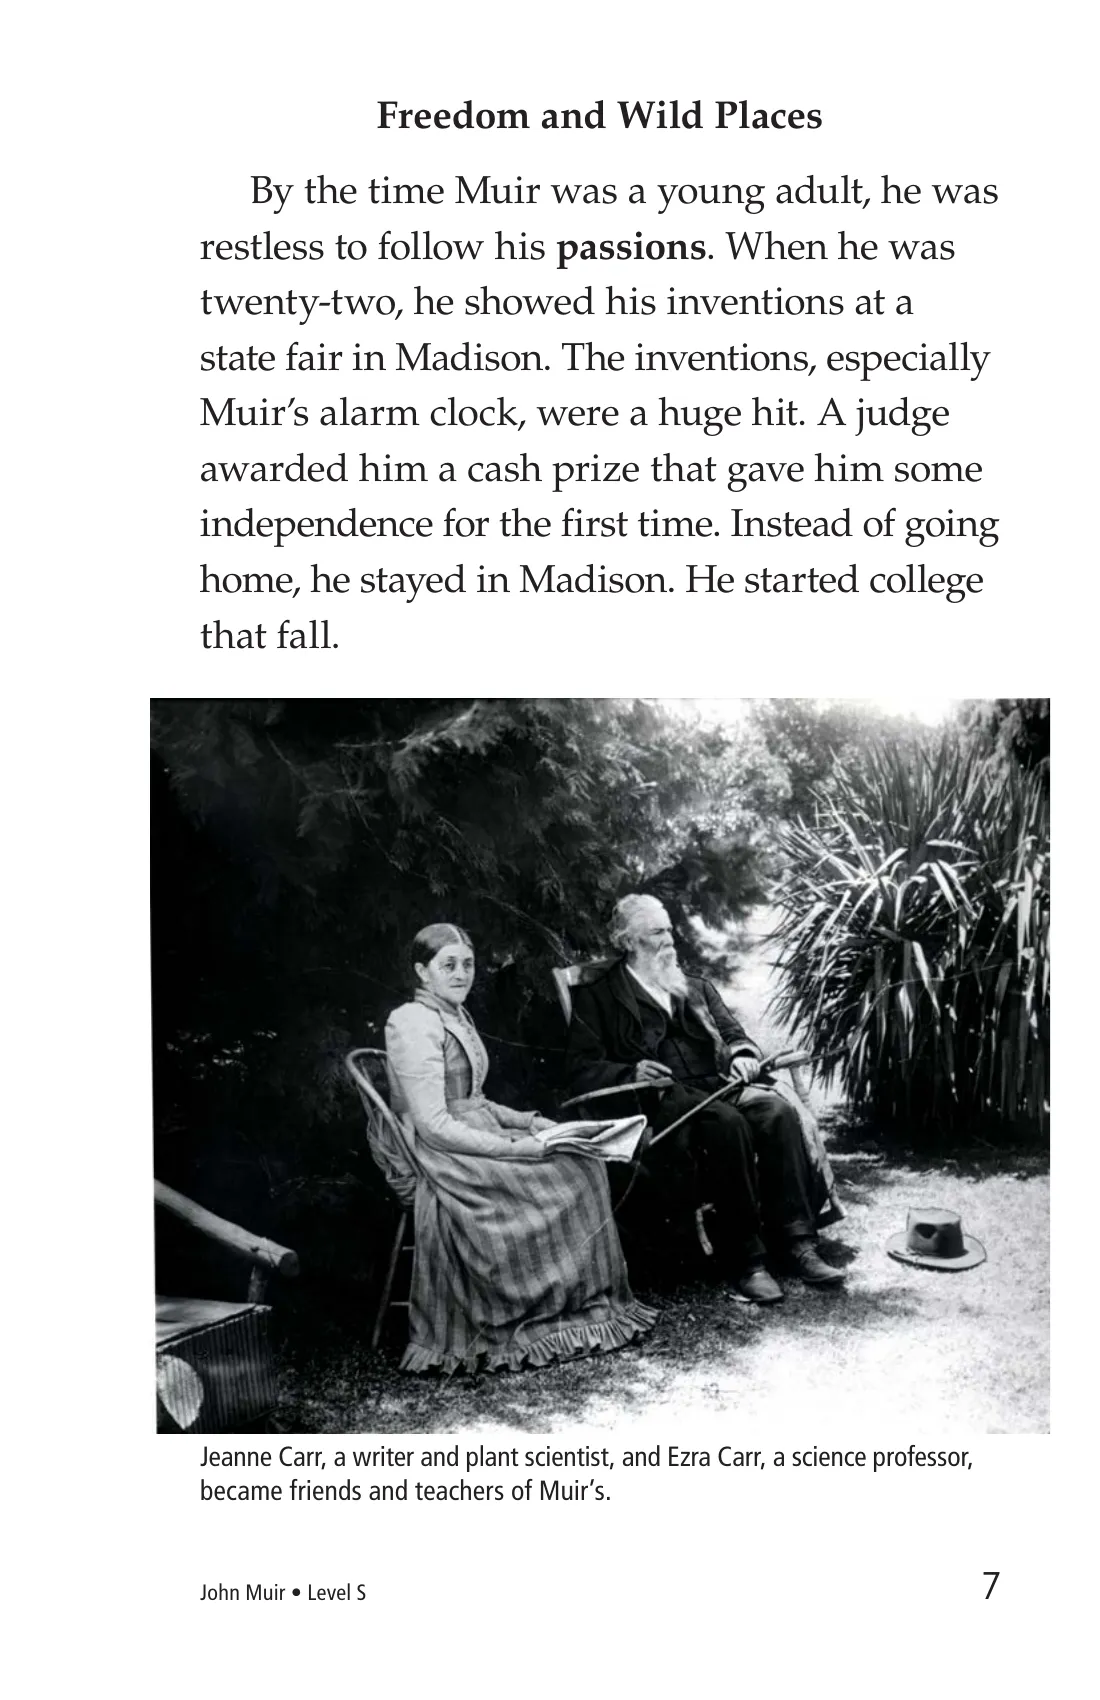 Freedom and Wild Places
By the time Muir was a young adult, he was
restless to follow his passions. When he was
twenty-two, he showed his inventions at a
state fair in Madison. The inventions, especially
Muir’s alarm clock, were a huge hit. A judge
awarded him a cash prize that gave him some
independence for the first time. Instead of going
home, he stayed in Madison. He started college
that fall.
Jeanne Carr, a writer and plant scientist, and Ezra Carr, a science professor,
became friends and teachers of Muir’s.
John Muir • Level S
7